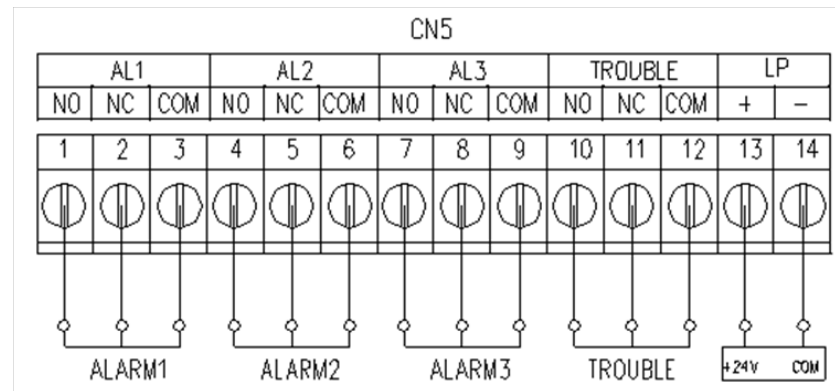 CN5
AL1 AL2 AL3 TROUBLE LP
NO NC COM NO NC COM NO NC COM NO NC COM + −
1 2 3 4 5 6 7 8 9 10 11 12 13 14
ALARM1 ALARM2 ALARM3 TROUBLE +24V COM